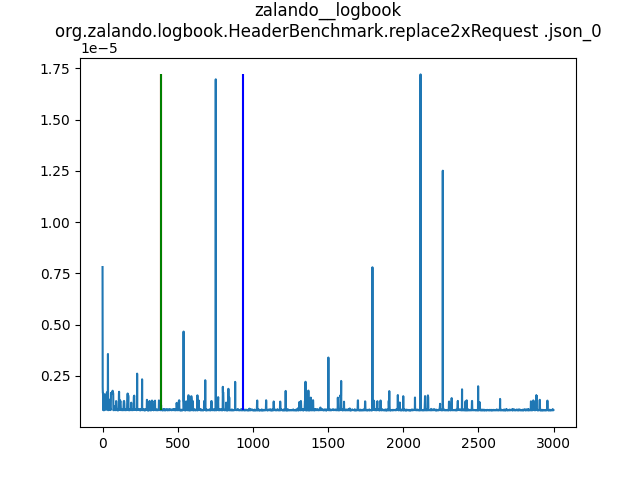 zalando__logbook
org.zalando.logbook.HeaderBenchmark.replace2xRequest .json_0
1e−5
1.75
1.50
1.25
1.00
0.75
0.50
0.25
0 500 1000 1500 2000 2500 3000